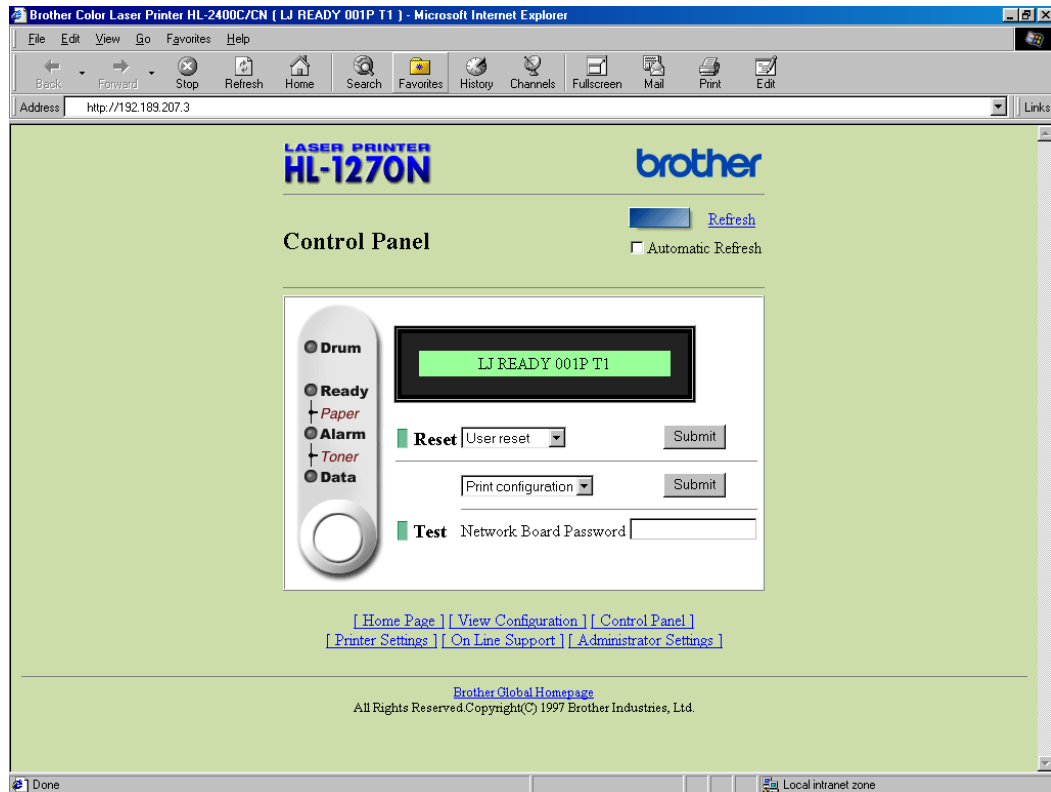 Brother Color Laser Printer HL-2400C/CN ( LJ READY 001P T1 ) - Microsoft Internet Explorer
File Edit View Go Favorites Help
Back Forward Stop Refresh Home Search Favorites History Channels Fullscreen Mail Print Edit
Address http://192.189.207.3 Links
LASER PRINTER
HL-1270N
brother
Refresh
Control Panel
Automatic Refresh
Drum
LJ READY 001P T1
Ready
Paper
Alarm
Reset User reset Submit
Toner
Data
Print configuration Submit
Test Network Board Password
[ Home Page ] [ View Configuration ] [ Control Panel ]
[ Printer Settings ] [ On Line Support ] [ Administrator Settings ]
Brother Global Homepage
All Rights Reserved.Copyright(C) 1997 Brother Industries, Ltd.
Done Local intranet zone